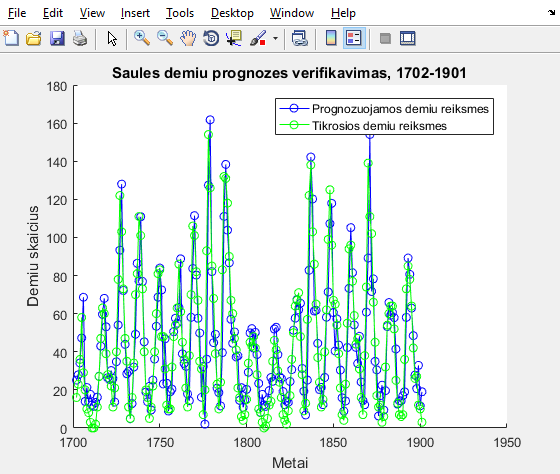 File Edit View Insert Tools Desktop Window Help
Saules demiu prognozes verifikavimas, 1702-1901
Prognozuojamos demiu reiksmes
Tikrosios demiu reiksmes
180
160
140
120
100
80
60
40
20
0
Demiu skaicius
1700 1750 1800 1850 1900 1950
Metai